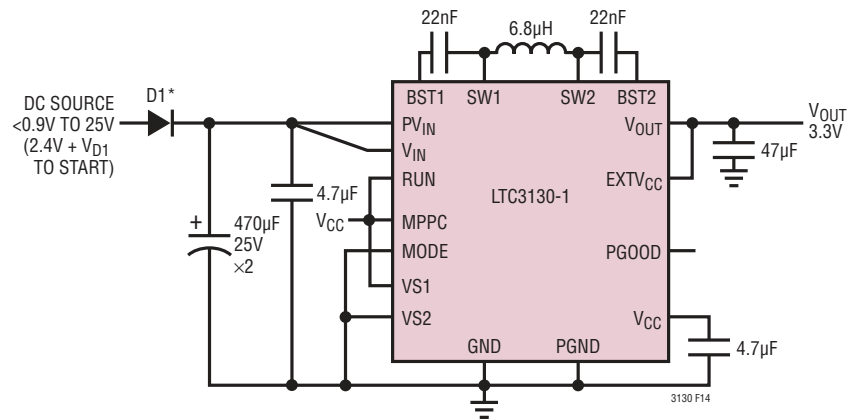 22nF
6.8µH
22nF
DC SOURCE
<0.9V TO 25V
(2.4V + VD1
TO START)
D1*
BST1
SW1
SW2
BST2
PVIN
VIN
RUN
MPPC
MODE
VS1
VS2
LTC3130-1
VOUT
EXTVCC
PGOOD
VCC
GND
PGND
VOUT
3.3V
47µF
4.7µF
VCC
+
470µF
25V
×2
4.7µF
3130 F14